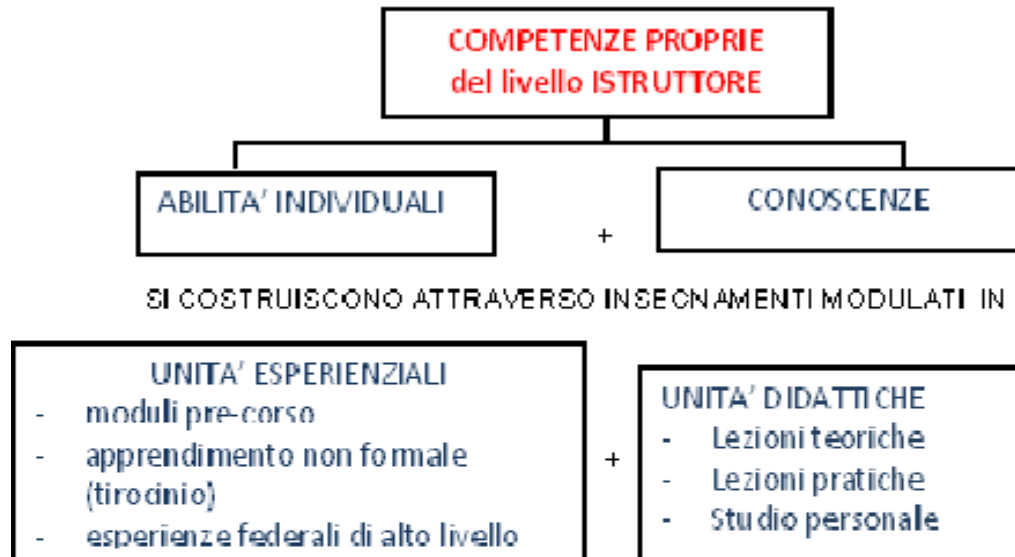 COMPETENZE PROPRIE
del livello ISTRUTTORE
ABILITA' INDIVIDUALI
+
CONOSCENZE
SI COSTRUISCONO ATTRAVERSO INSEGNAMENTI MODULATI IN
UNITA' ESPERIENZIALI
- moduli pre-corso
- apprendimento non formale
(tirocinio)
- esperienze federali di alto livello
+
UNITA' DIDATTICHE
- Lezioni teoriche
- Lezioni pratiche
- Studio personale